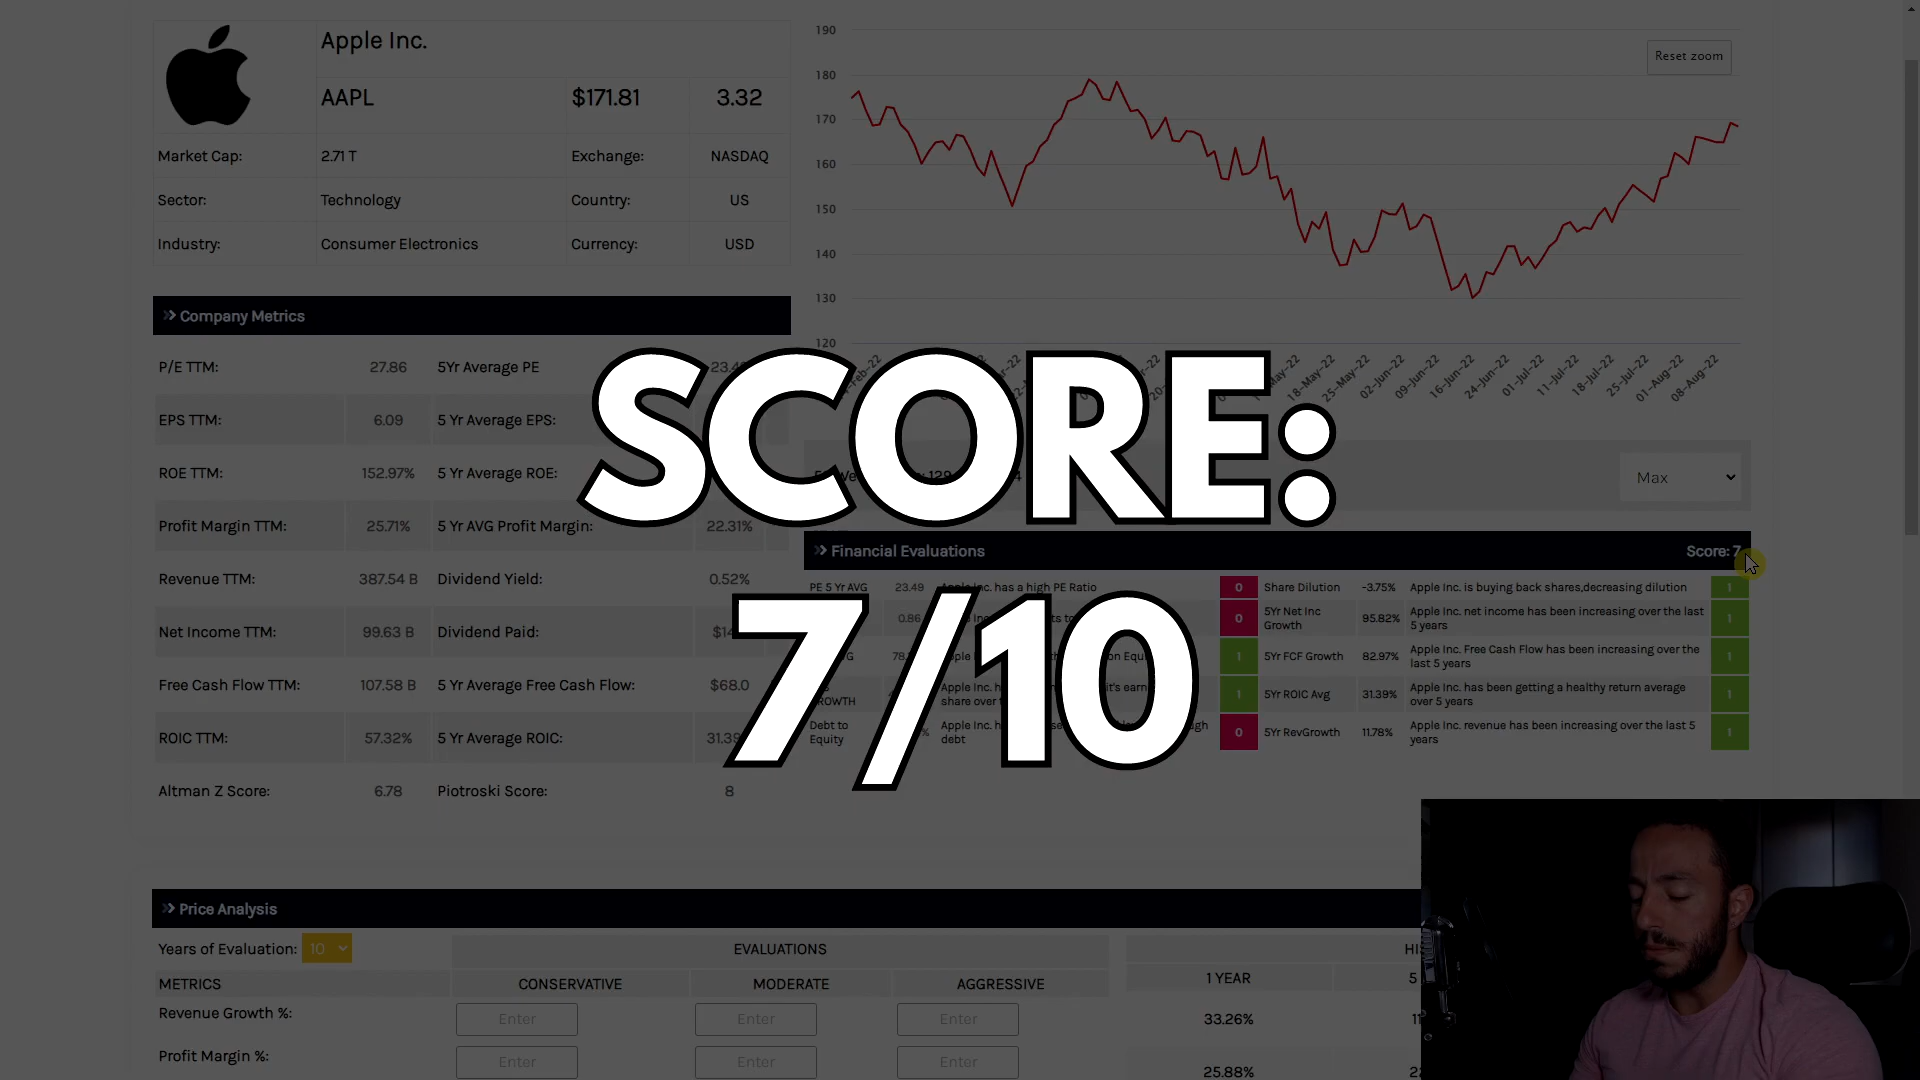 Apple Inc.
AAPL $171.81 3.32
Market Cap: 2.71 T Exchange: NASDAQ
Sector: Technology Country: US
Industry: Consumer Electronics Currency: USD
Reset zoom
190
180
170
160
150
140
130
120
May-22 18-May-22 25-May-22 02-Jun-22 09-Jun-22 16-Jun-22 24-Jun-22 01-Jul-22 11-Jul-22 18-Jul-22 25-Jul-22 01-Aug-22 08-Aug-22
Max
Company Metrics
P/E TTM: 27.86 5Yr Average PE
EPS TTM: 6.09 5 Yr Average EPS:
ROE TTM: 152.97% 5 Yr Average ROE:
Profit Margin TTM: 25.71% 5 Yr AVG Profit Margin: 22.31%
Revenue TTM: 387.54 B Dividend Yield: 0.52%
Net Income TTM: 99.63 B Dividend Paid:
Free Cash Flow TTM: 107.58 B 5 Yr Average Free Cash Flow: $68.0
ROIC TTM: 57.32% 5 Yr Average ROIC: 31.39
Altman Z Score: 6.78 Piotroski Score: 8
SCORE:
7/10
Financial Evaluations Score: 7
PE 5 Yr AVG 23.49 Apple Inc. has a high PE Ratio 0
0.86 0
1
GROWTH Apple Inc. share over 1
Debt to Equity % Apple Inc. debt 0
Share Dilution -3.75% Apple Inc. is buying back shares,decreasing dilution 1
5Yr Net Inc Growth 95.82% Apple Inc. net income has been increasing over the last 5 years 1
5Yr FCF Growth 82.97% Apple Inc. Free Cash Flow has been increasing over the last 5 years 1
5Yr ROIC Avg 31.39% Apple Inc. has been getting a healthy return average over 5 years 1
5Yr RevGrowth 11.78% Apple Inc. revenue has been increasing over the last 5 years 1
Price Analysis
Years of Evaluation: 10 EVALUATIONS
METRICS CONSERVATIVE MODERATE AGGRESSIVE 1 YEAR 5
Revenue Growth %: Enter Enter Enter 33.26%
Profit Margin %: Enter Enter Enter 25.88%